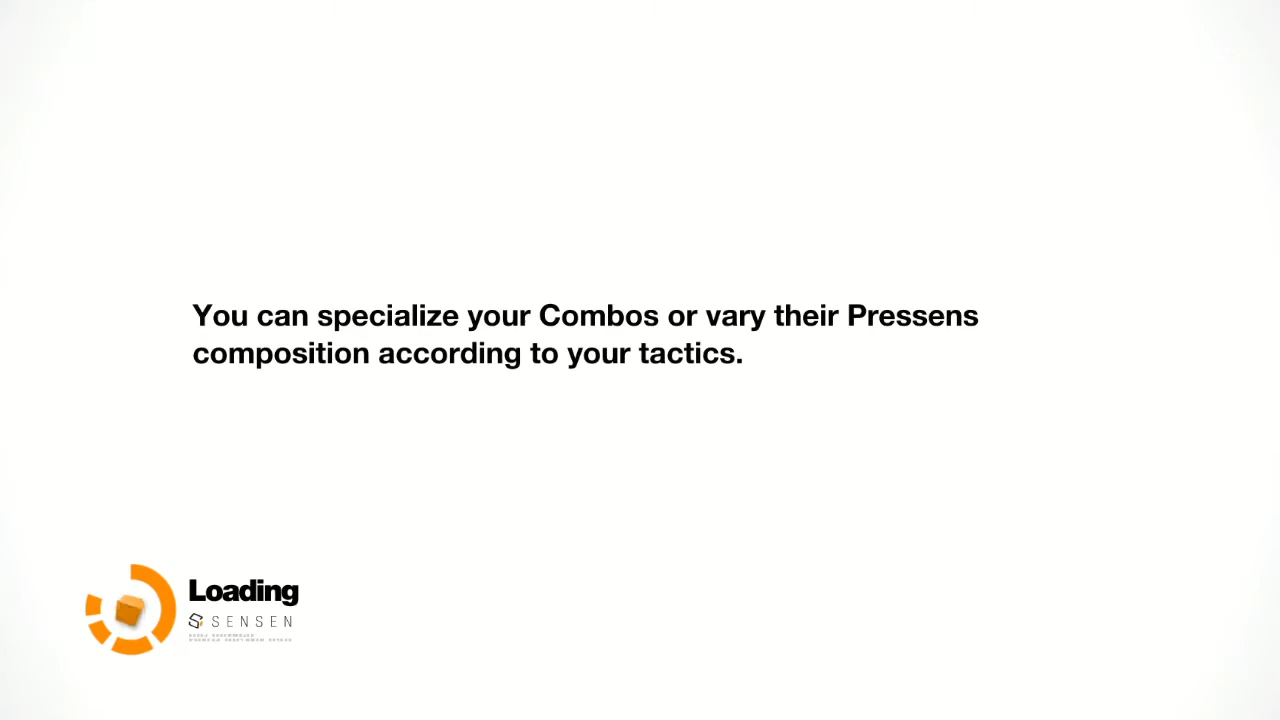 You can specialize your Combos or vary their Pressens
composition according to your tactics.
Loading
SENSEN